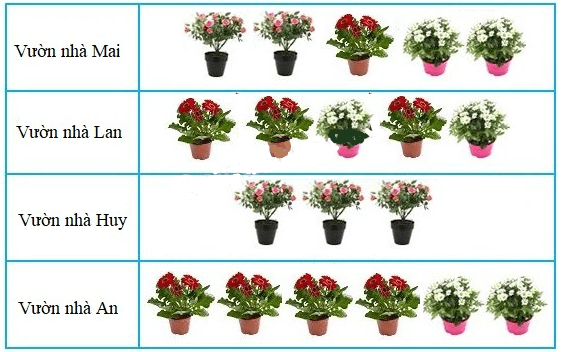 Vườn nhà Mai
Vườn nhà Lan
Vườn nhà Huy
Vườn nhà An